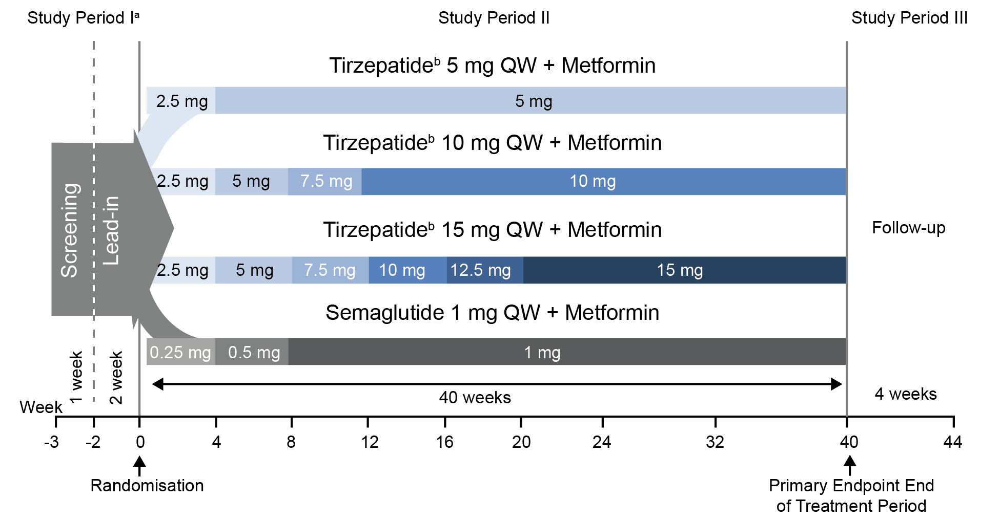 Study Period Iᵃ
Study Period II
Study Period III
Tirzepatideᵇ 5 mg QW + Metformin
2.5 mg
5 mg
Tirzepatideᵇ 10 mg QW + Metformin
2.5 mg
5 mg
7.5 mg
10 mg
Screening
Lead-in
Tirzepatideᵇ 15 mg QW + Metformin
Follow-up
2.5 mg
5 mg
7.5 mg
10 mg
12.5 mg
15 mg
Semaglutide 1 mg QW + Metformin
0.25 mg
0.5 mg
1 mg
1 week
2 week
40 weeks
4 weeks
Week
-3
-2
0
4
8
12
16
20
24
32
40
44
Randomisation
Primary Endpoint End
of Treatment Period